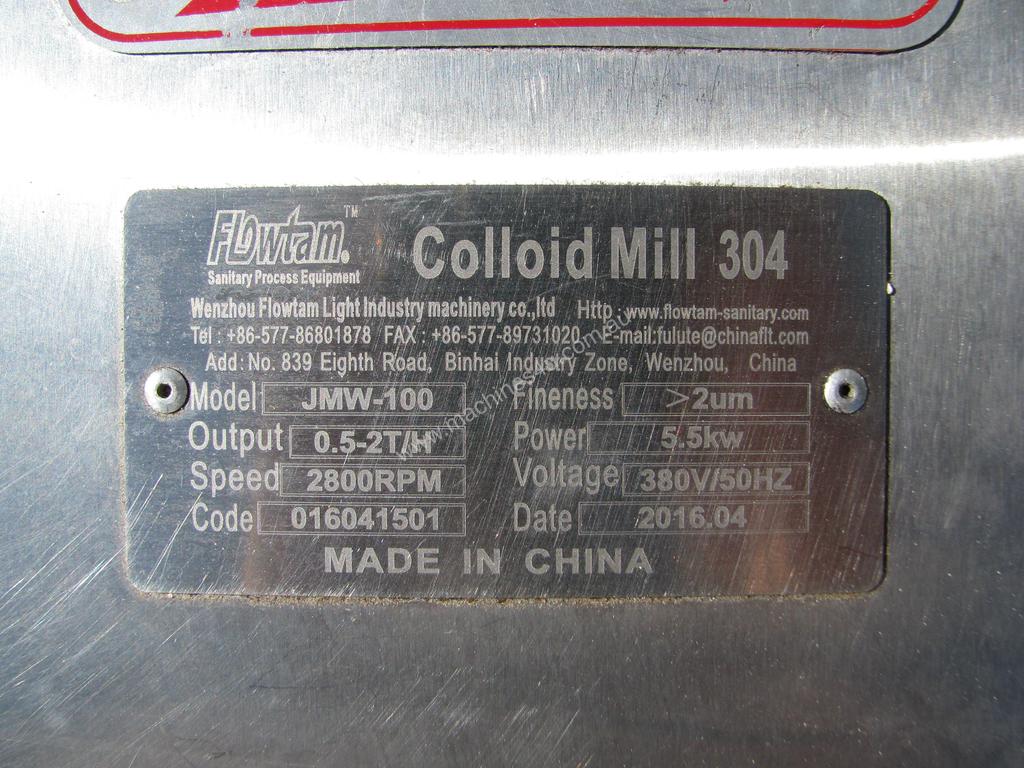 Flowtam.™
Sanitary Process Equipment
Colloid Mill 304
Wenzhou Flowtam Light Industry machinery co.,ltd Http : www.flowtam-sanitary.com
Tel : +86-577-86801878 FAX : +86-577-89731020 E-mail:fulute@chinaflt.com
Add: No. 839 Eighth Road, Binhai Industry Zone, Wenzhou, China
Model JMW-100 Fineness >2um
Output 0.5-2T/H Power 5.5kw
Speed 2800RPM Voltage 380V/50HZ
Code 016041501 Date 2016.04
MADE IN CHINA